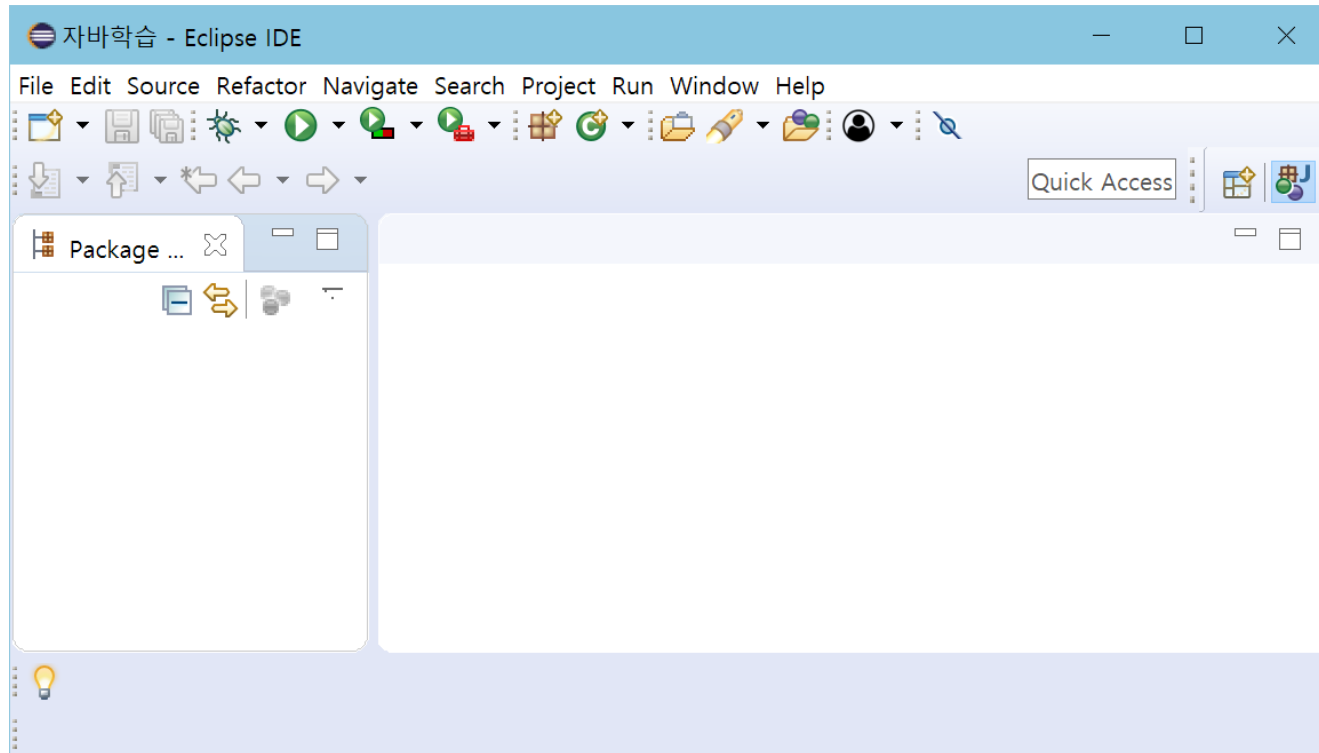 자바학습 - Eclipse IDE
File Edit Source Refactor Navigate Search Project Run Window Help
Quick Access
Package ...